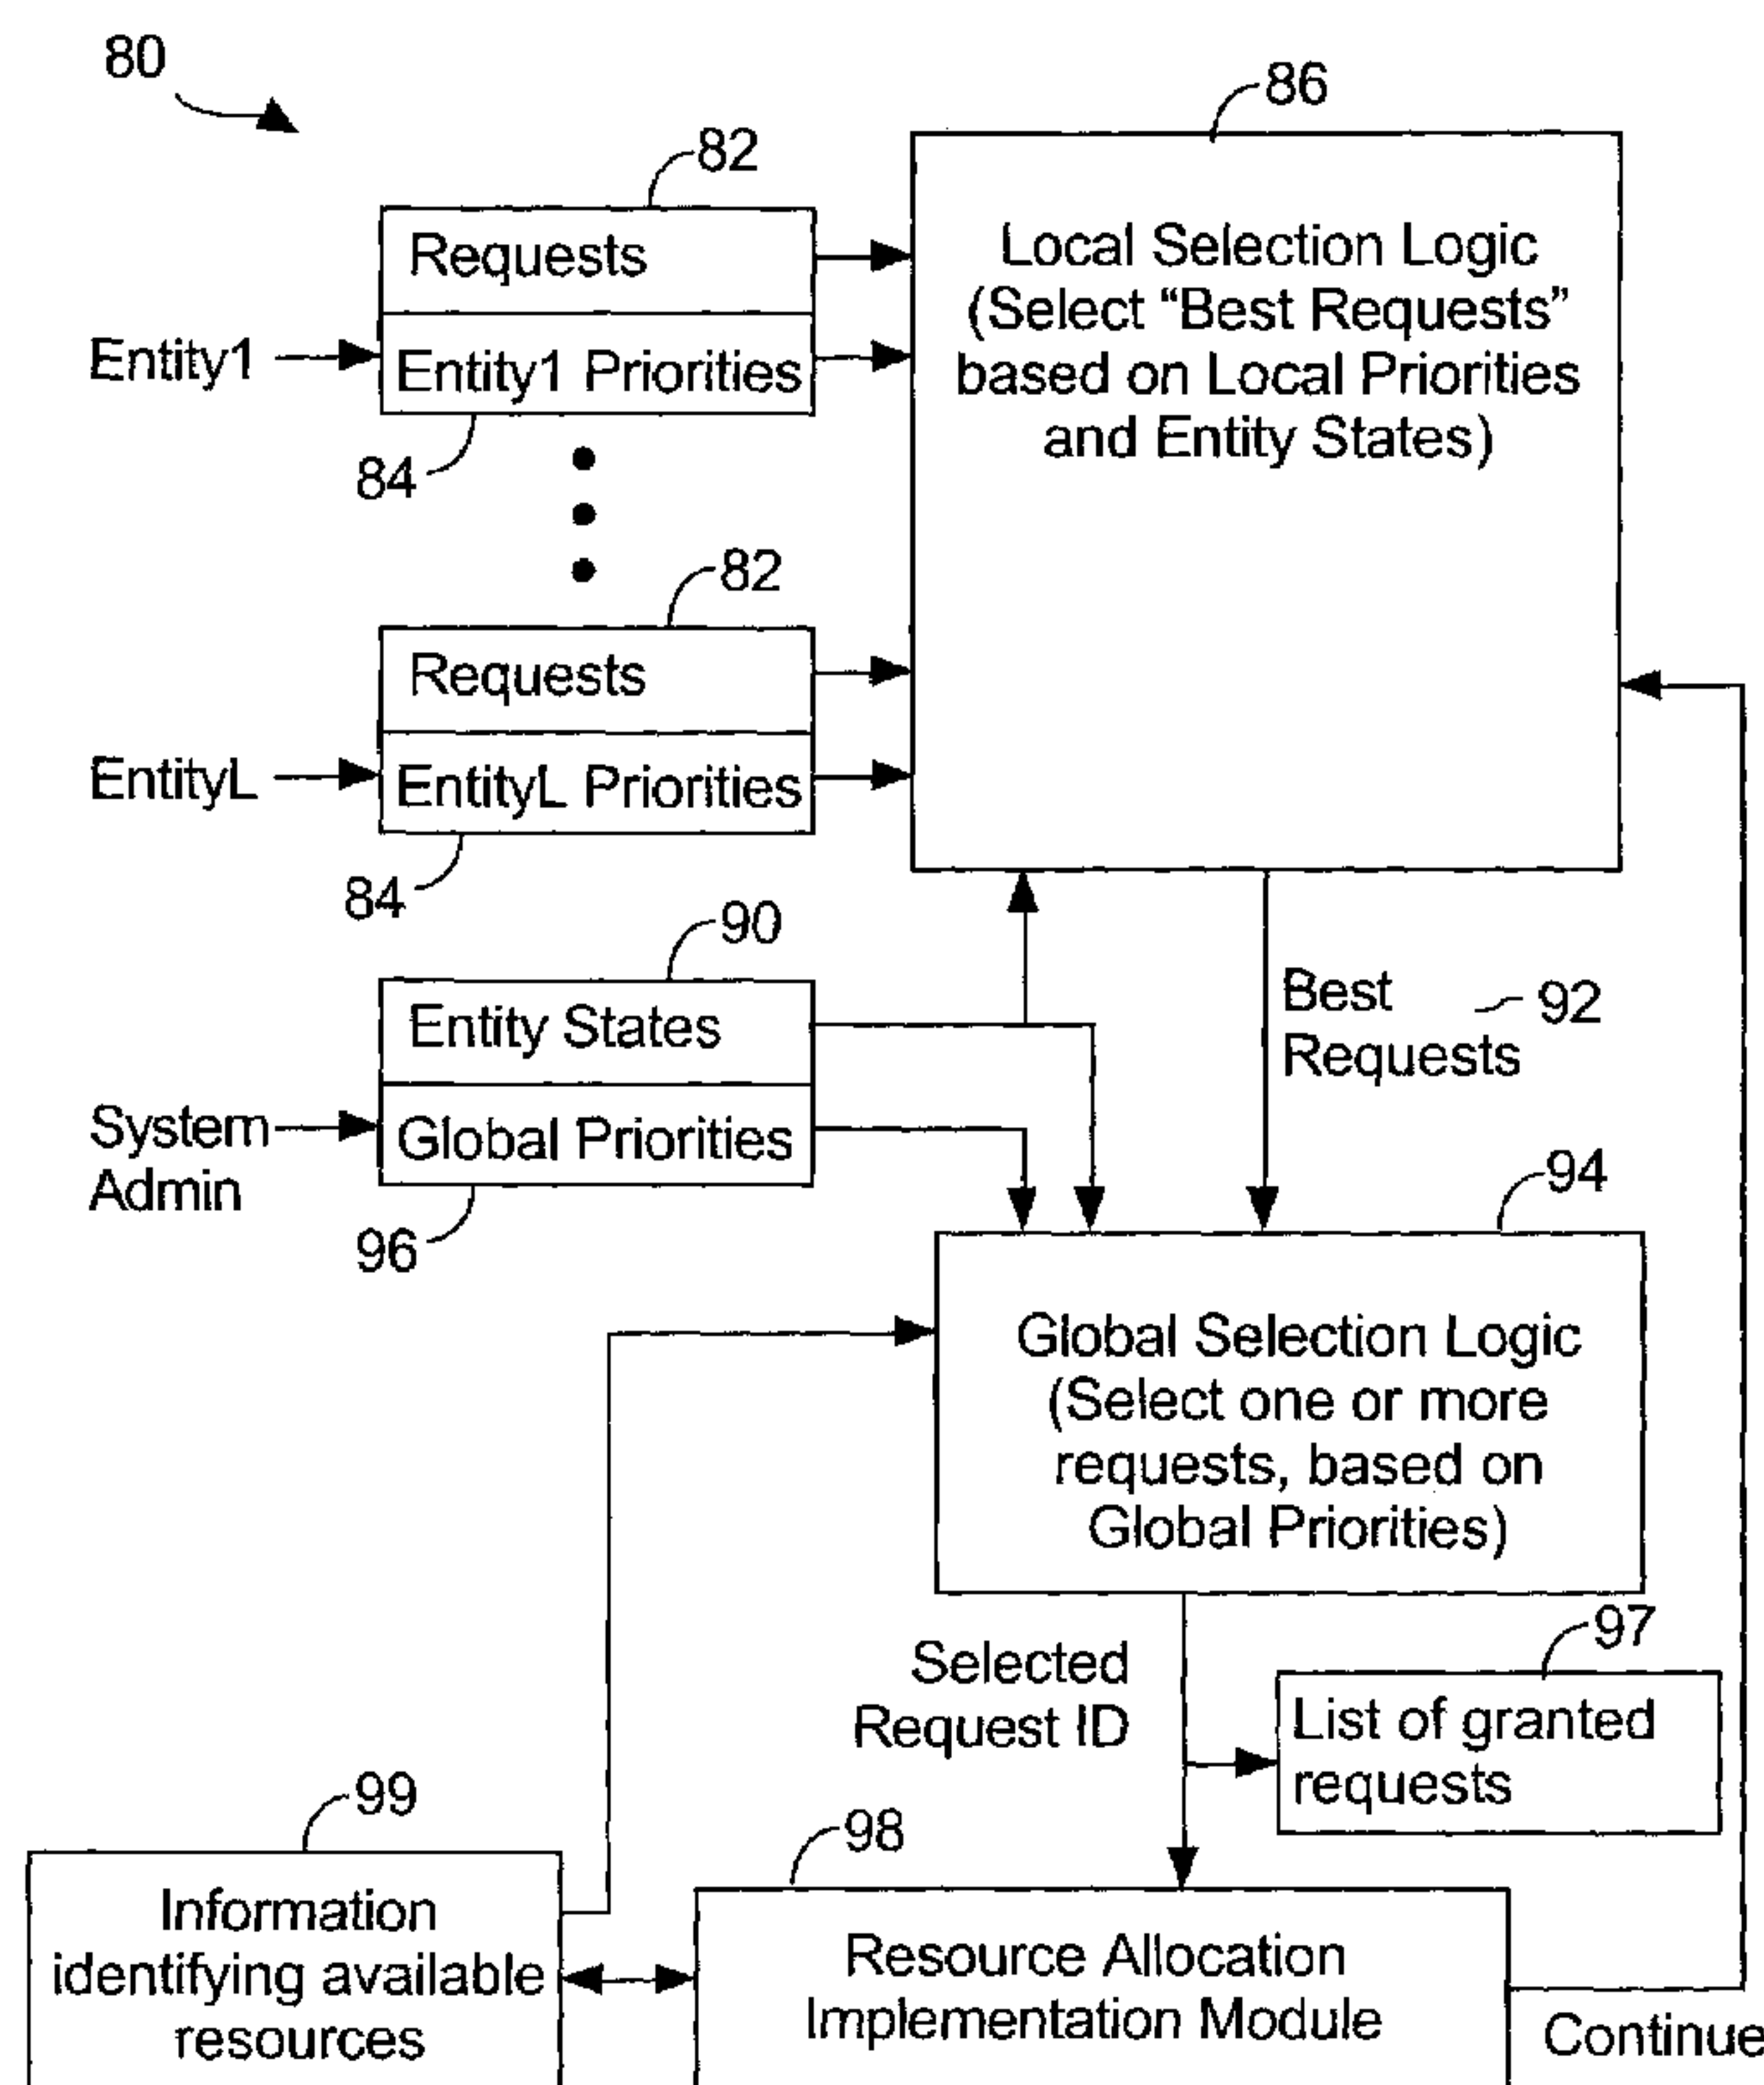 80
86
82
Requests
Entity1
Entity1 Priorities
84
Local Selection Logic
(Select “Best Requests”
based on Local Priorities
and Entity States)
82
Requests
EntityL
EntityL Priorities
84
90
Entity States
System
Admin
Global Priorities
96
Best
Requests
92
94
Global Selection Logic
(Select one or more
requests, based on
Global Priorities)
Selected
Request ID
97
List of granted
requests
99
Information
identifying available
resources
98
Resource Allocation
Implementation Module
Continue